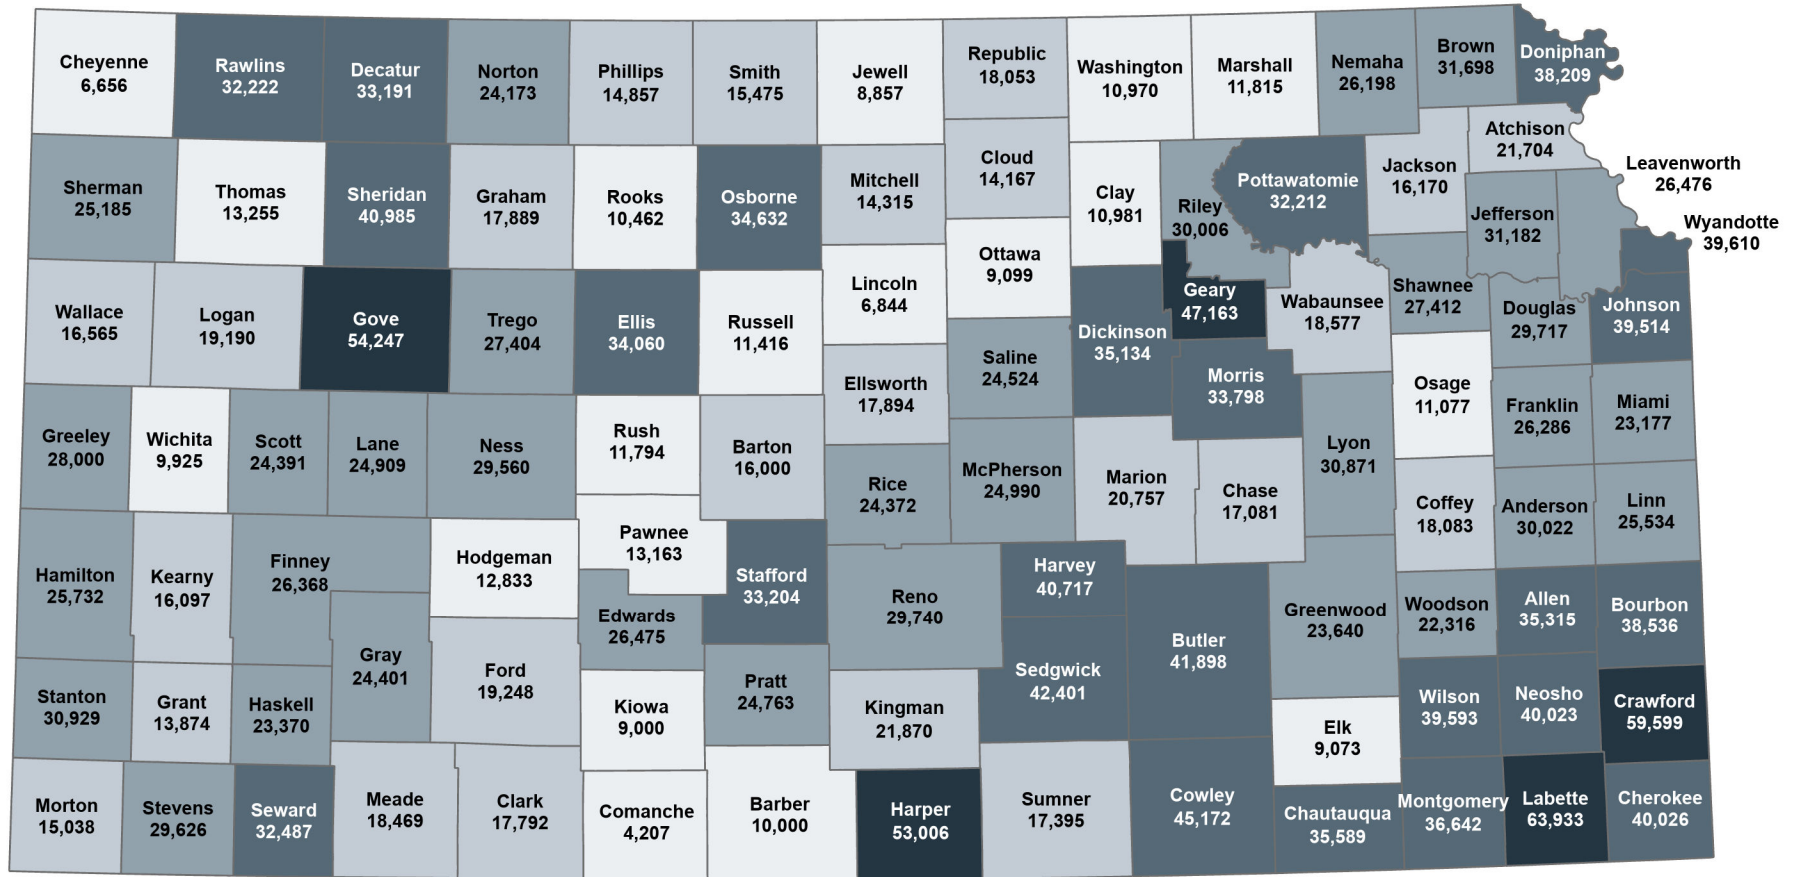 Cheyenne
6,656
Rawlins
32,222
Decatur
33,191
Norton
24,173
Phillips
14,857
Smith
15,475
Jewell
8,857
Republic
18,053
Washington
10,970
Marshall
11,815
Nemaha
26,198
Brown
31,698
Doniphan
38,209
Sherman
25,185
Thomas
13,255
Sheridan
40,985
Graham
17,889
Rooks
10,462
Osborne
34,632
Mitchell
14,315
Cloud
14,167
Clay
10,981
Riley
30,006
Pottawatomie
32,212
Jackson
16,170
Atchison
21,704
Jefferson
31,182
Leavenworth
26,476
Wyandotte
39,610
Wallace
16,565
Logan
19,190
Gove
54,247
Trego
27,404
Ellis
34,060
Russell
11,416
Lincoln
6,844
Ottawa
9,099
Saline
24,524
Dickinson
35,134
Geary
47,163
Wabaunsee
18,577
Shawnee
27,412
Douglas
29,717
Johnson
39,514
Greeley
28,000
Wichita
9,925
Scott
24,391
Lane
24,909
Ness
29,560
Rush
11,794
Barton
16,000
Ellsworth
17,894
Rice
24,372
McPherson
24,990
Marion
20,757
Morris
33,798
Chase
17,081
Lyon
30,871
Osage
11,077
Franklin
26,286
Miami
23,177
Coffey
18,083
Anderson
30,022
Linn
25,534
Hamilton
25,732
Kearny
16,097
Finney
26,368
Hodgeman
12,833
Pawnee
13,163
Stafford
33,204
Edwards
26,475
Gray
24,401
Ford
19,248
Reno
29,740
Harvey
40,717
Sedgwick
42,401
Butler
41,898
Greenwood
23,640
Woodson
22,316
Allen
35,315
Bourbon
38,536
Stanton
30,929
Grant
13,874
Haskell
23,370
Kiowa
9,000
Pratt
24,763
Kingman
21,870
Elk
9,073
Wilson
39,593
Neosho
40,023
Crawford
59,599
Morton
15,038
Stevens
29,626
Seward
32,487
Meade
18,469
Clark
17,792
Comanche
4,207
Barber
10,000
Harper
53,006
Sumner
17,395
Cowley
45,172
Chautauqua
35,589
Montgomery
36,642
Labette
63,933
Cherokee
40,026